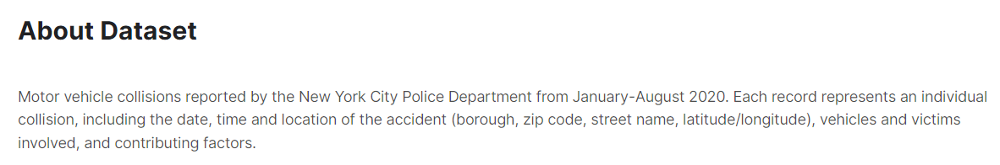 About Dataset
Motor vehicle collisions reported by the New York City Police Department from January-August 2020. Each record represents an individual
collision, including the date, time and location of the accident (borough, zip code, street name, latitude/longitude), vehicles and victims
involved, and contributing factors.